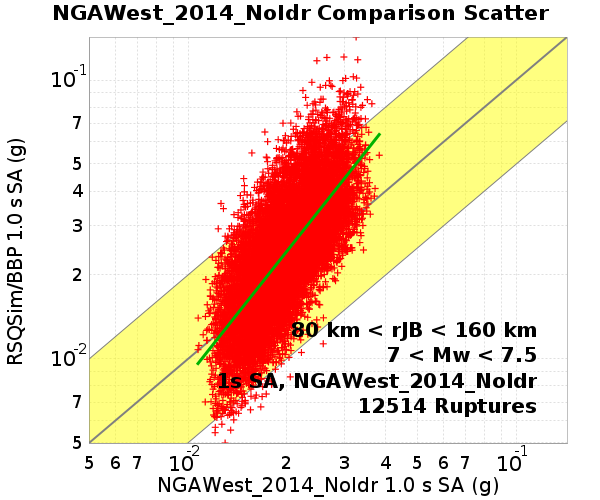 NGAWest_2014_NoIdr Comparison Scatter
RSQSim/BBP 1.0 s SA (g)
10^-1
7
5
4
3
2
10^-2
7
5
80 km < rJB < 160 km
7 < Mw < 7.5
1s SA, NGAWest_2014_NoIdr
12514 Ruptures
5 6 7 10^-2 2 3 4 5 6 7 10^-1
NGAWest_2014_NoIdr 1.0 s SA (g)